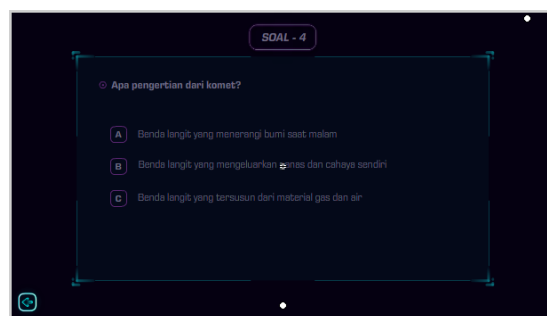 SOAL - 4
Apa pengertian dari komet?
A Benda langit yang menerangi bumi saat malam
B Benda langit yang mengeluarkan panas dan cahaya sendiri
C Benda langit yang tersusun dari material gas dan air